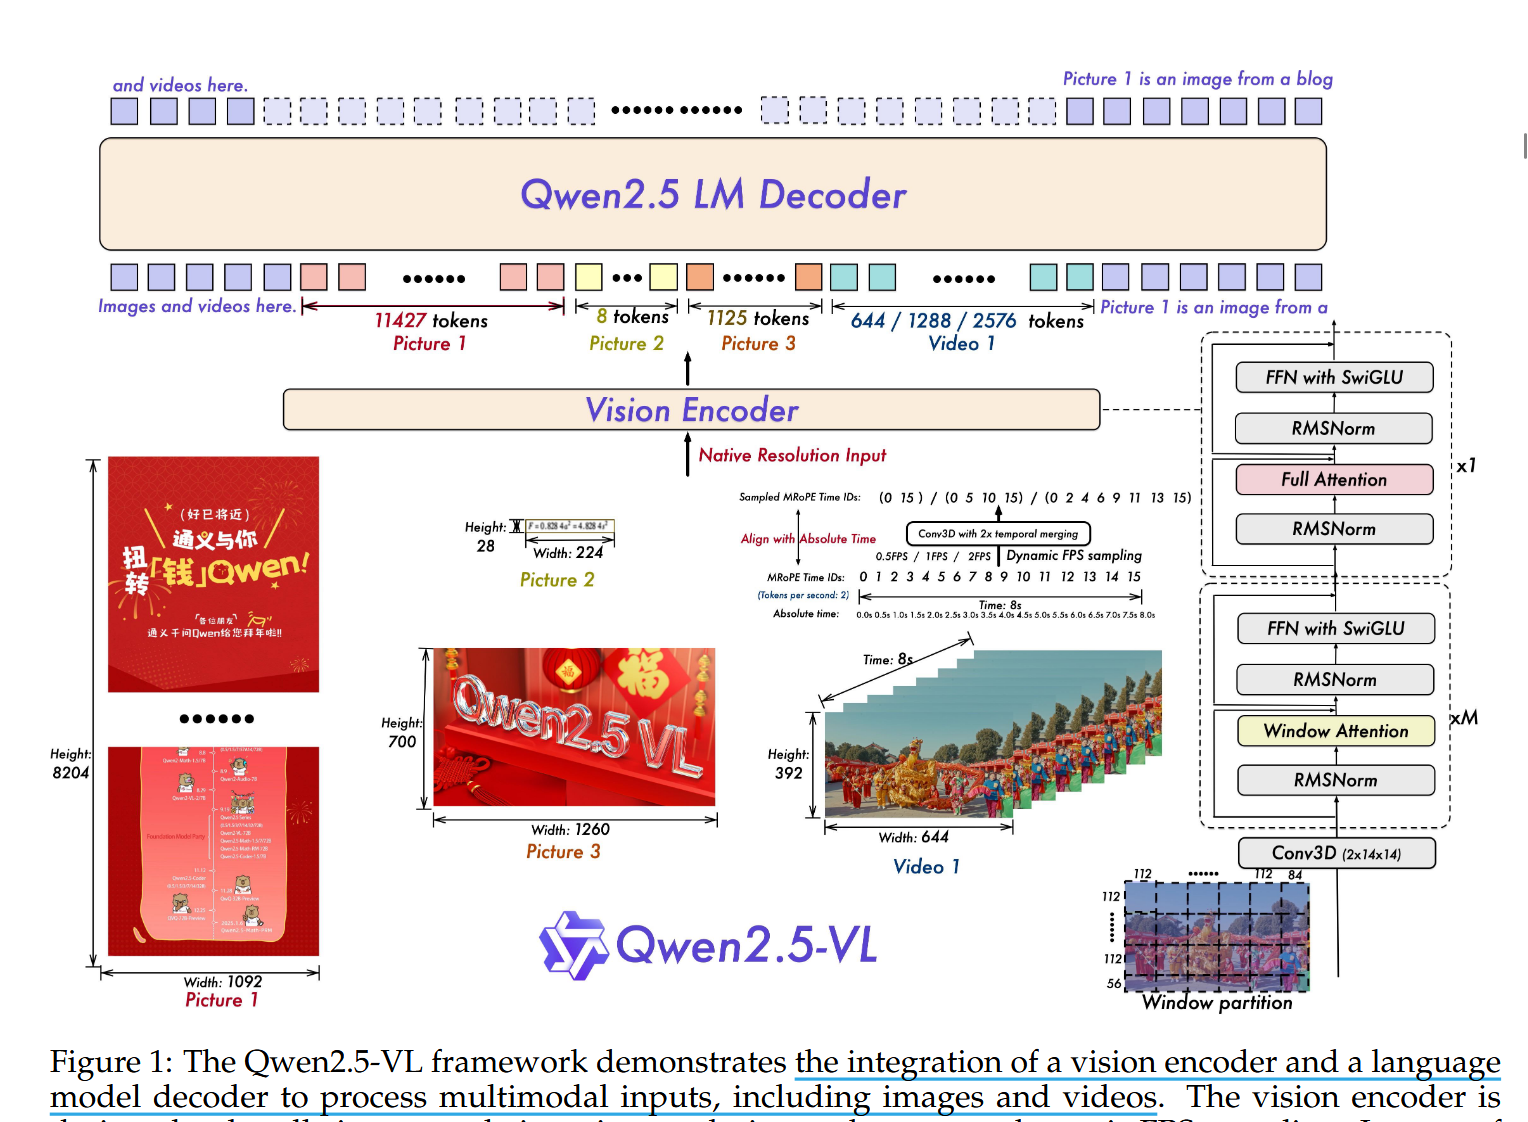 and videos here.
Picture 1 is an image from a blog
Qwen2.5 LM Decoder
Images and videos here.
11427 tokens
Picture 1
8 tokens
Picture 2
1125 tokens
Picture 3
644 / 1288 / 2576 tokens
Video 1
Picture 1 is an image from a
Vision Encoder
Native Resolution Input
FFN with SwiGLU
RMSNorm
Full Attention
RMSNorm
x1
FFN with SwiGLU
RMSNorm
Window Attention
RMSNorm
xM
Conv3D (2x14x14)
112 112 84
112
112
56
Window partition
Height:
8204
(好巳将近)
通义与你
扭转「钱」Qwen!
「各位朋友」
通义千问Qwen给您拜年啦!!
Foundation Model Party
Width: 1092
Picture 1
Height:
28
Width: 224
Picture 2
Height:
700
福
福
Qwen2.5 VL
Width: 1260
Picture 3
Sampled MRoPE Time IDs: (0 15) / (0 5 10 15) / (0 2 4 6 9 11 13 15)
Align with Absolute Time
Conv3D with 2x temporal merging
0.5FPS / 1FPS / 2FPS Dynamic FPS sampling
MRoPE Time IDs: 0 1 2 3 4 5 6 7 8 9 10 11 12 13 14 15
(Tokens per second: 2)
Time: 8s
Absolute time: 0.0s 0.5s 1.0s 1.5s 2.0s 2.5s 3.0s 3.5s 4.0s 4.5s 5.0s 5.5s 6.0s 6.5s 7.0s 7.5s 8.0s
Time: 8s
Height:
392
Width: 644
Video 1
Qwen2.5-VL
Figure 1: The Qwen2.5-VL framework demonstrates the integration of a vision encoder and a language
model decoder to process multimodal inputs, including images and videos. The vision encoder is